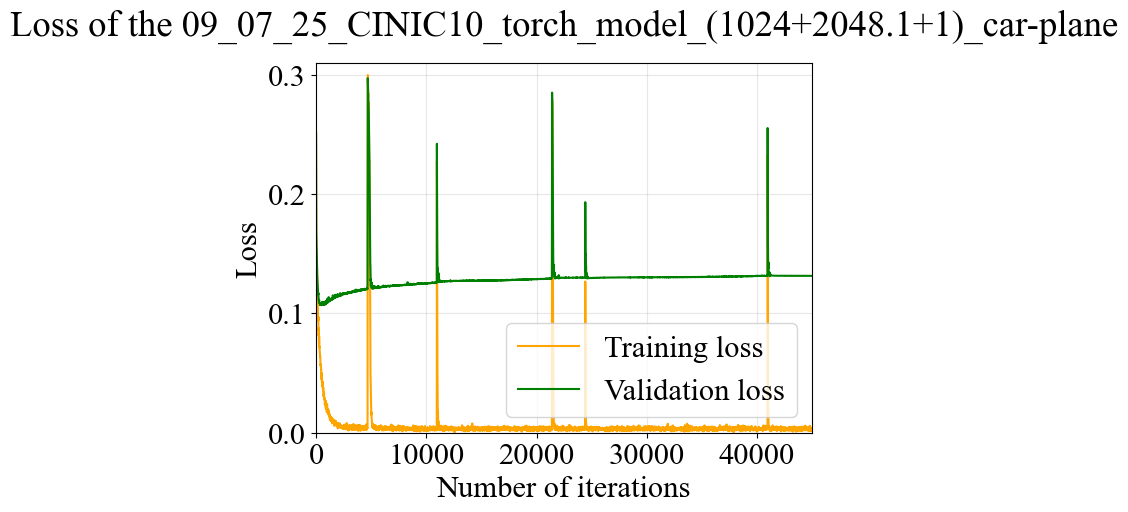 Loss of the 09_07_25_CINIC10_torch_model_(1024+2048.1+1)_car-plane
0.3
0.2
0.1
0.0
Loss
Training loss
Validation loss
0 10000 20000 30000 40000
Number of iterations